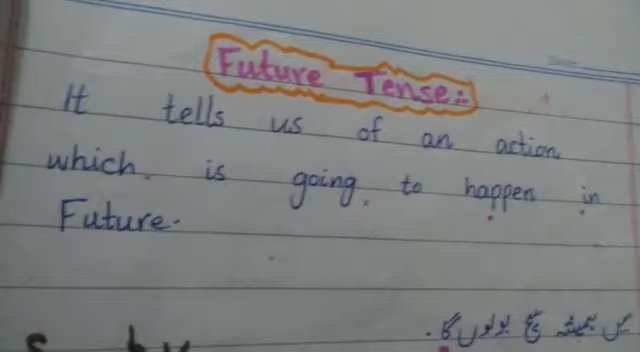 Future Tense:-
It tells us of an action
which is going to happen in
Future.
میں ہمیشہ سچ بولوں گا۔